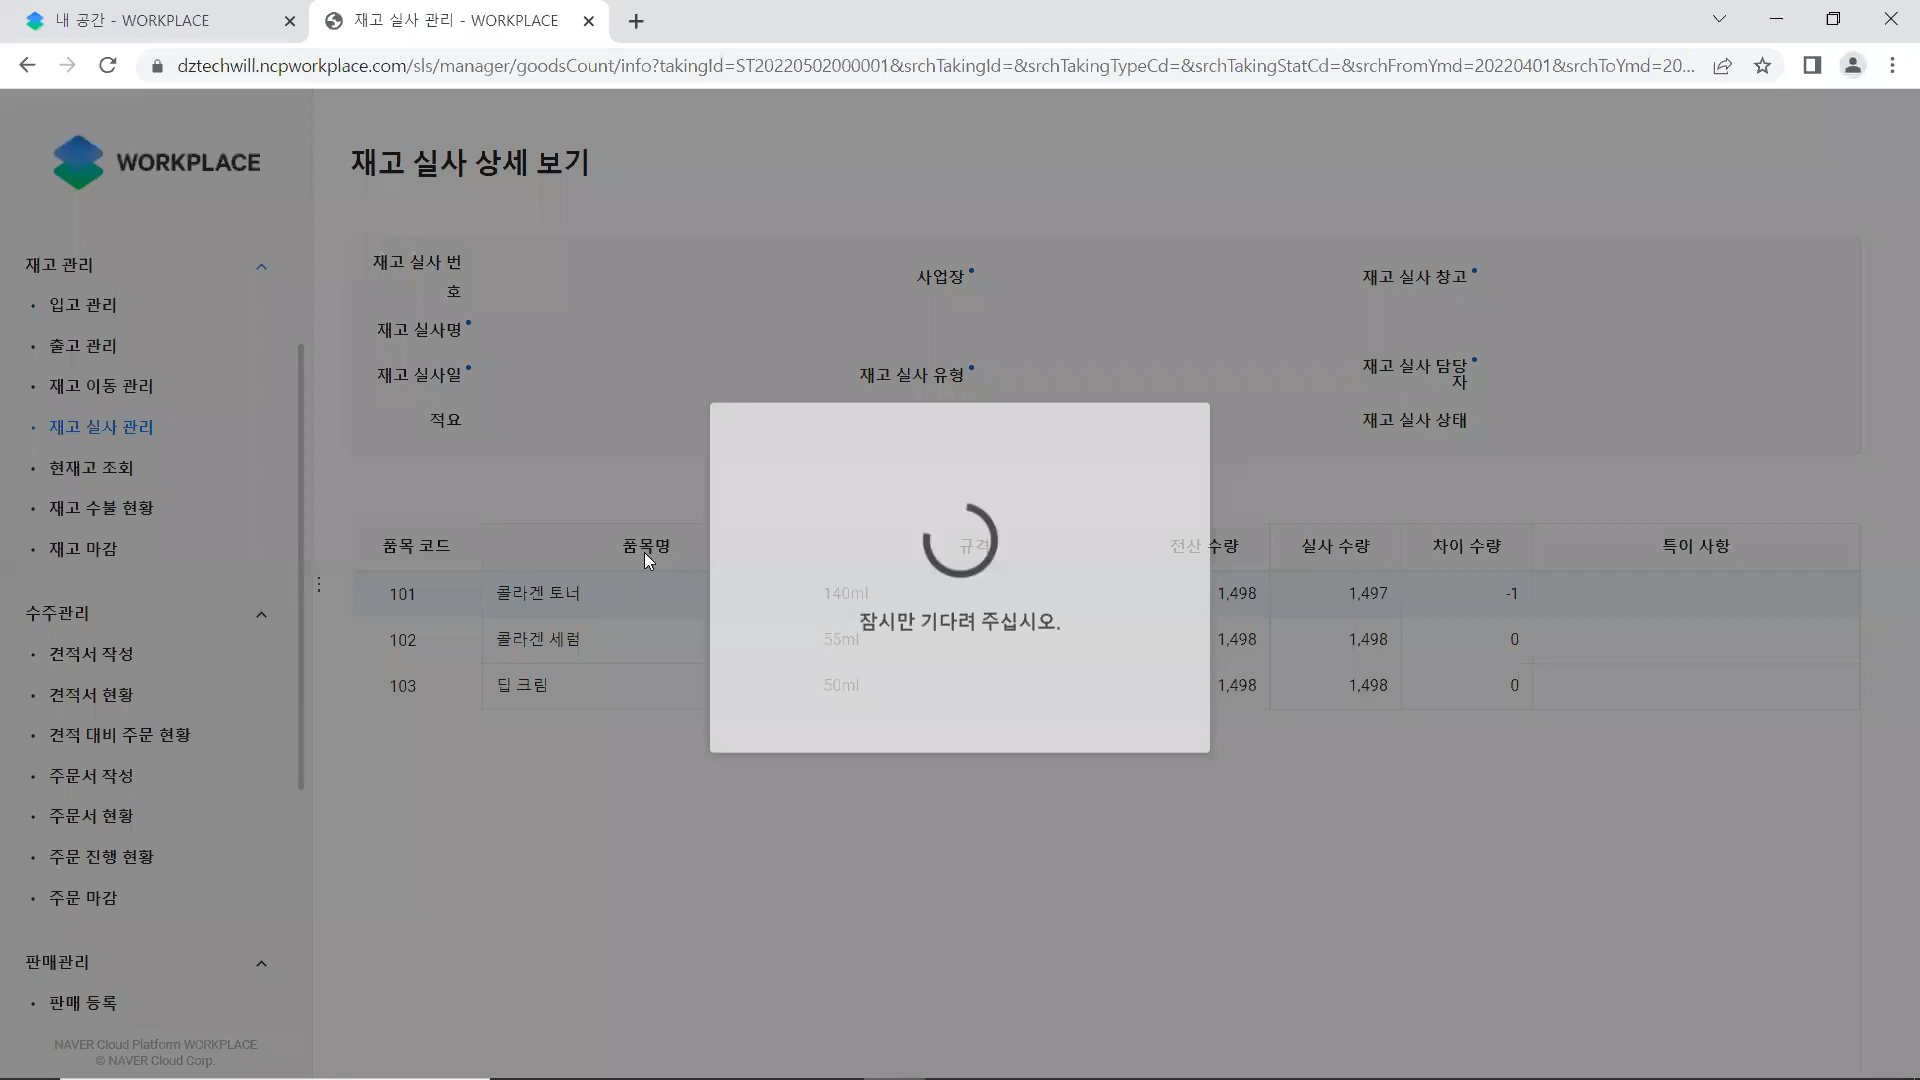 내 공간 - WORKPLACE
재고 실사 관리 - WORKPLACE
dztechwill.ncpworkplace.com/sls/manager/goodsCount/info?takingId=ST20220502000001&srchTakingId=&srchTakingTypeCd=&srchTakingStatCd=&srchFromYmd=20220401&srchToYmd=20...
WORKPLACE
재고 관리
입고 관리
출고 관리
재고 이동 관리
재고 실사 관리
현재고 조회
재고 수불 현황
재고 마감
수주관리
견적서 작성
견적서 현황
견적 대비 주문 현황
주문서 작성
주문서 현황
주문 진행 현황
주문 마감
판매관리
판매 등록
NAVER Cloud Platform WORKPLACE
© NAVER Cloud Corp.
재고 실사 상세 보기
재고 실사 번
호
사업장
재고 실사 창고
재고 실사명
재고 실사일
재고 실사 유형
재고 실사 담당
자
적요
재고 실사 상태
품목 코드 품목명 규격 전산 수량 실사 수량 차이 수량 특이 사항
101 콜라겐 토너 140ml 1,498 1,497 -1
102 콜라겐 세럼 55ml 1,498 1,498 0
103 딥 크림 50ml 1,498 1,498 0
잠시만 기다려 주십시오.